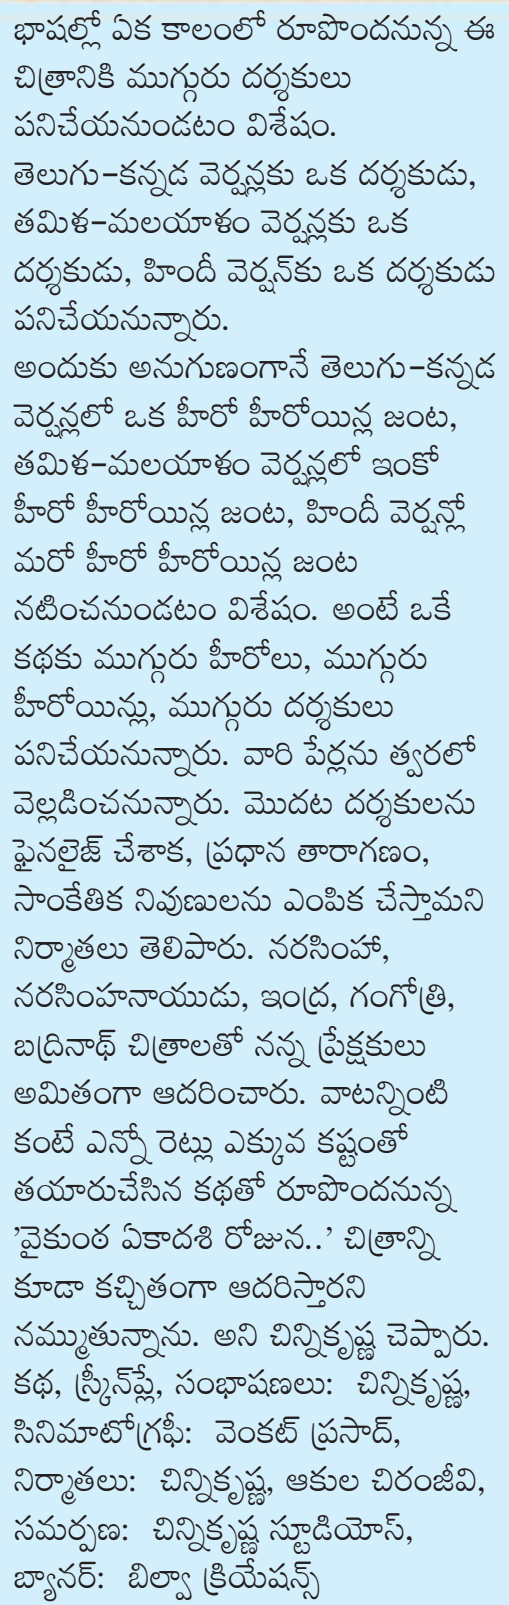 భాషల్లో ఏక కాలంలో రూపొందనున్న ఈ
చిత్రానికి ముగ్గురు దర్శకులు
పనిచేయనుండటం విశేషం.
తెలుగు-కన్నడ వెర్షన్లకు ఒక దర్శకుడు,
తమిళ-మలయాళం వెర్షన్లకు ఒక
దర్శకుడు, హిందీ వెర్షన్‌కు ఒక దర్శకుడు
పనిచేయనున్నారు.
అందుకు అనుగుణంగానే తెలుగు-కన్నడ
వెర్షన్లలో ఒక హీరో హీరోయిన్ల జంట,
తమిళ-మలయాళం వెర్షన్లలో ఇంకో
హీరో హీరోయిన్ల జంట, హిందీ వెర్షన్లో
మరో హీరో హీరోయిన్ల జంట
నటించనుండటం విశేషం. అంటే ఒకే
కథకు ముగ్గురు హీరోలు, ముగ్గురు
హీరోయిన్లు, ముగ్గురు దర్శకులు
పనిచేయనున్నారు. వారి పేర్లను త్వరలో
వెల్లడించనున్నారు. మొదట దర్శకులను
ఫైనలైజ్ చేశాక, ప్రధాన తారాగణం,
సాంకేతిక నివుణులను ఎంపిక చేస్తామని
నిర్మాతలు తెలిపారు. నరసింహా,
నరసింహనాయుడు, ఇంద్ర, గంగోత్రి,
బద్రినాథ్ చిత్రాలతో నన్న ప్రేక్షకులు
అమితంగా ఆదరించారు. వాటన్నింటి
కంటే ఎన్నో రెట్లు ఎక్కువ కష్టంతో
తయారుచేసిన కథతో రూపొందనున్న
'వైకుంఠ ఏకాదశి రోజున..' చిత్రాన్ని
కూడా కచ్చితంగా ఆదరిస్తారని
నమ్ముతున్నాను. అని చిన్నికృష్ణ చెప్పారు.
కథ, స్క్రీన్‌ప్లే, సంభాషణలు: చిన్నికృష్ణ,
సినిమాటోగ్రఫీ: వెంకట్ ప్రసాద్,
నిర్మాతలు: చిన్నికృష్ణ, ఆకుల చిరంజీవి,
సమర్పణ: చిన్నికృష్ణ స్టూడియోస్,
బ్యానర్: బిల్వా క్రియేషన్స్